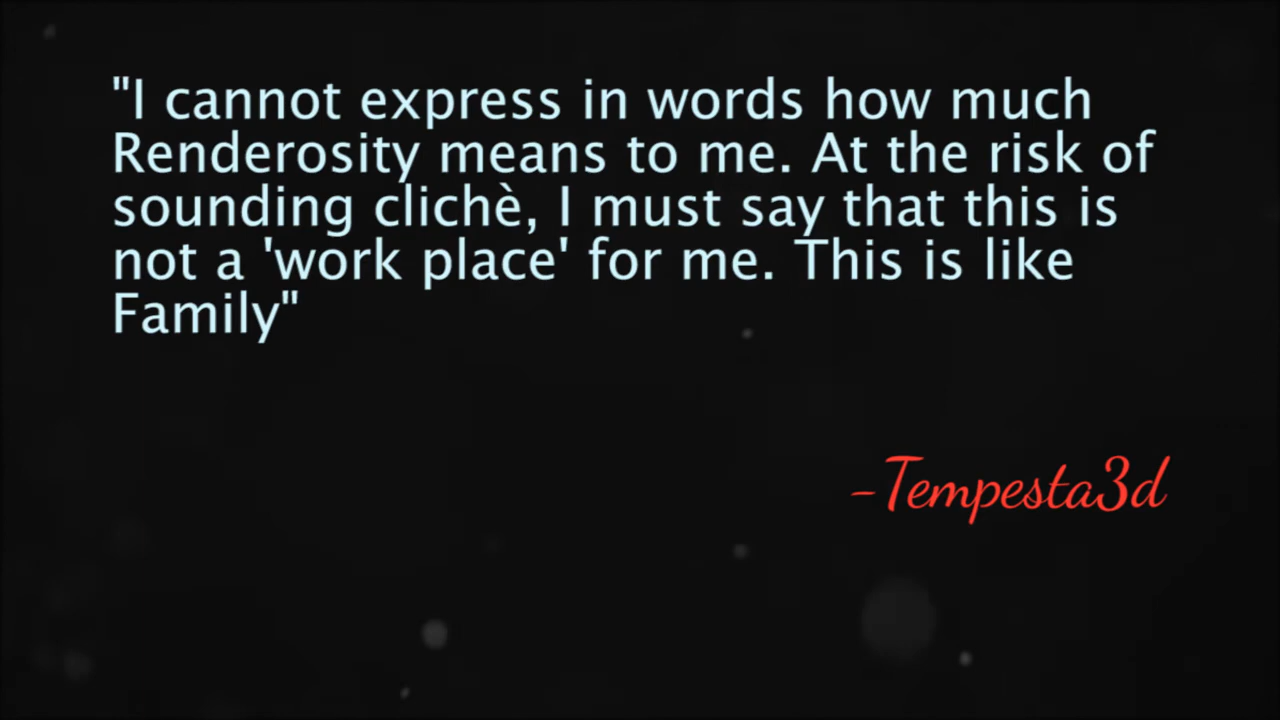 "I cannot express in words how much
Renderosity means to me. At the risk of
sounding clichè, I must say that this is
not a 'work place' for me. This is like
Family"
-Tempesta3d